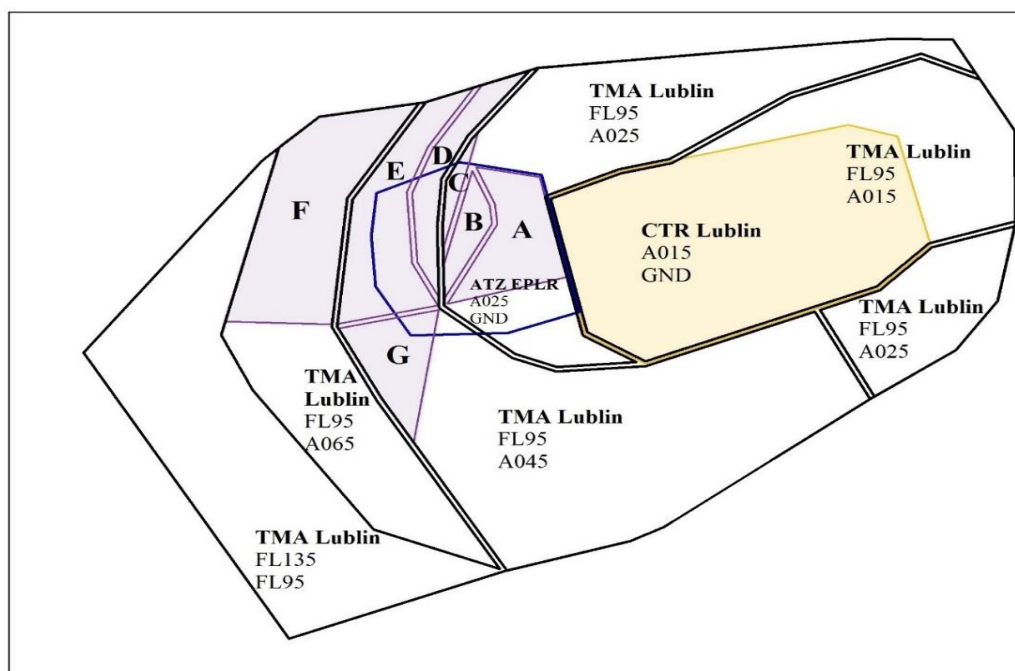 TMA Lublin
FL95
A025
TMA Lublin
FL95
A015
D
E
C
F
B
A
CTR Lublin
A015
GND
ATZ EPLR
A025
GND
TMA Lublin
FL95
A025
G
TMA
Lublin
FL95
A065
TMA Lublin
FL95
A045
TMA Lublin
FL135
FL95